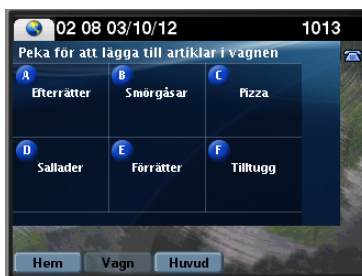 02 08 03/10/12 1013
Peka för att lägga till artiklar i vagnen
A B C
Efterrätter Smörgåsar Pizza
D E F
Sallader Förrätter Tilltugg
Hem Vagn Huvud